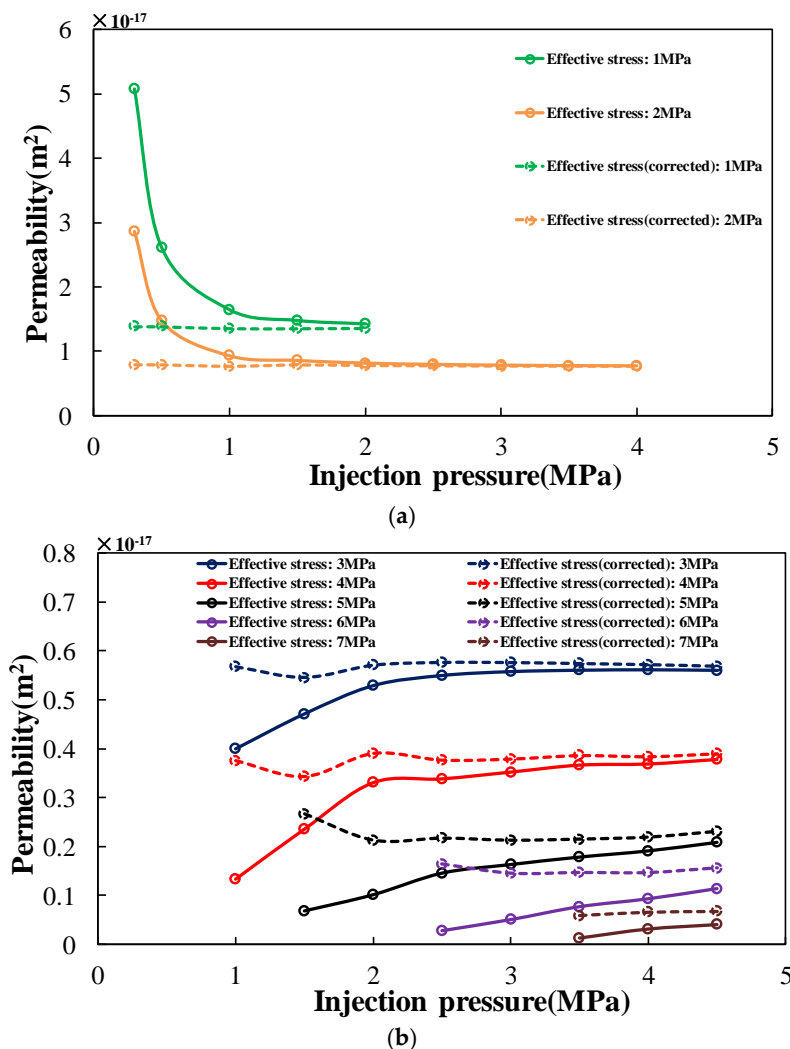 ×10-17
6
5
4
3
2
1
0
Permeability(m2)
Effective stress: 1MPa
Effective stress: 2MPa
Effective stress(corrected): 1MPa
Effective stress(corrected): 2MPa
0 1 2 3 4 5
Injection pressure(MPa)
(a)
×10-17
0.8
0.7
0.6
0.5
0.4
0.3
0.2
0.1
0
Permeability(m2)
Effective stress: 3MPa Effective stress(corrected): 3MPa
Effective stress: 4MPa Effective stress(corrected): 4MPa
Effective stress: 5MPa Effective stress(corrected): 5MPa
Effective stress: 6MPa Effective stress(corrected): 6MPa
Effective stress: 7MPa Effective stress(corrected): 7MPa
0 1 2 3 4 5
Injection pressure(MPa)
(b)